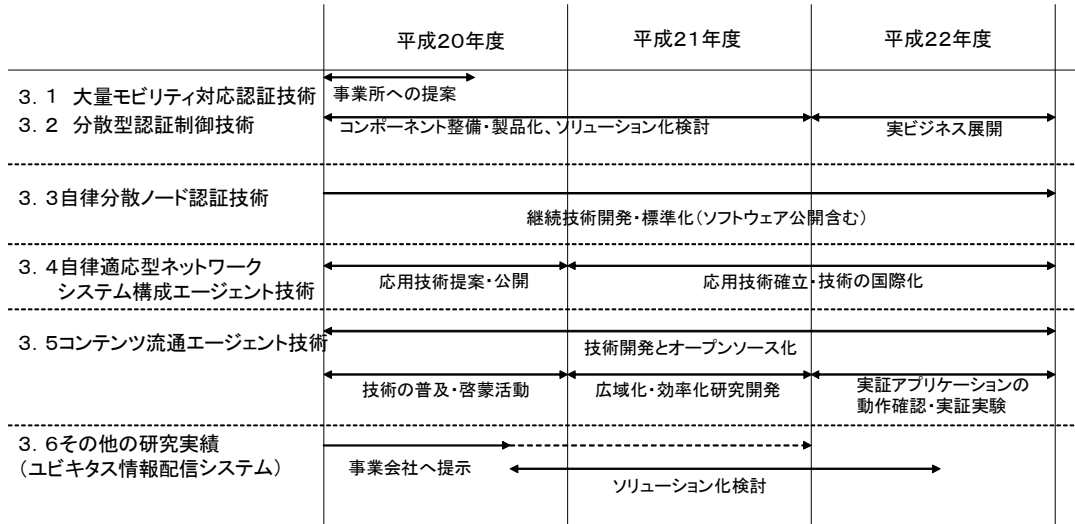 平成20年度 平成21年度 平成22年度
3．1 大量モビリティ対応認証技術
事業所への提案
3．2 分散型認証制御技術
コンポーネント整備・製品化、ソリューション化検討
実ビジネス展開
3．3自律分散ノード認証技術
継続技術開発・標準化（ソフトウェア公開含む）
3．4自律適応型ネットワーク
システム構成エージェント技術
応用技術提案・公開
応用技術確立・技術の国際化
3．5コンテンツ流通エージェント技術
技術開発とオープンソース化
技術の普及・啓蒙活動
広域化・効率化研究開発
実証アプリケーションの
動作確認・実証実験
3．6その他の研究実績
（ユビキタス情報配信システム）
事業会社へ提示
ソリューション化検討